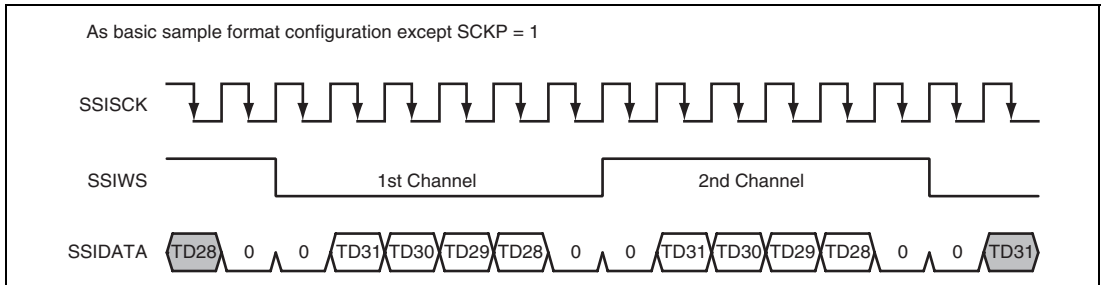 As basic sample format configuration except SCKP = 1
SSISCK
SSIWS 1st Channel 2nd Channel
SSIDATA TD28 0 0 TD31 TD30 TD29 TD28 0 0 TD31 TD30 TD29 TD28 0 0 TD31